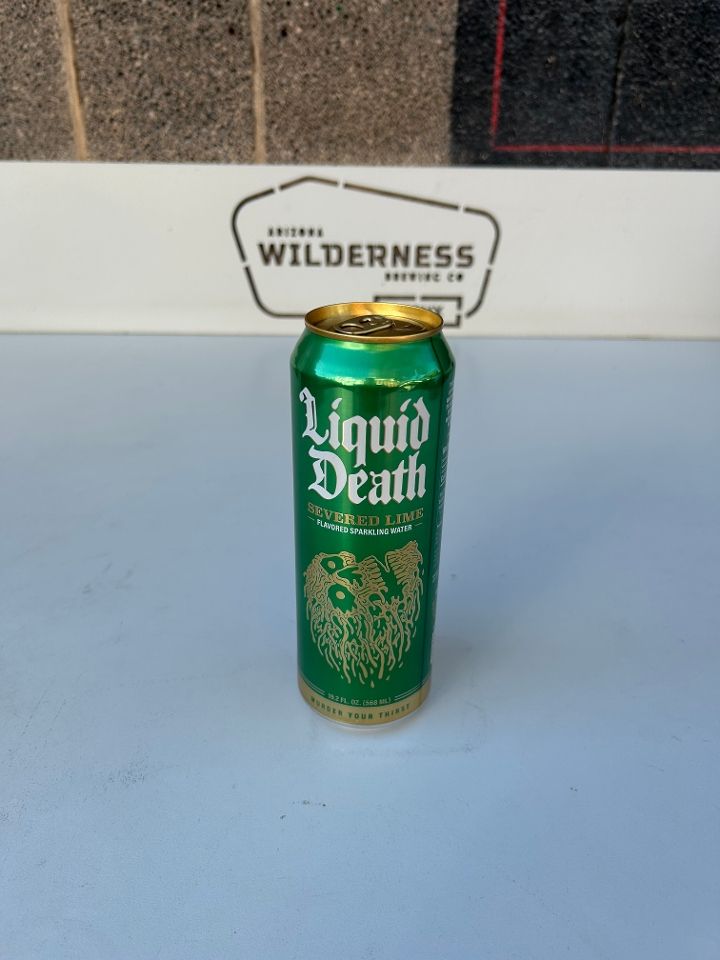 ARIZONA
WILDERNESS
BREWING CO
Liquid
Death
SEVERED LIME
FLAVORED SPARKLING WATER
19.2 FL. OZ. (568 ML)
MURDER YOUR THIRST